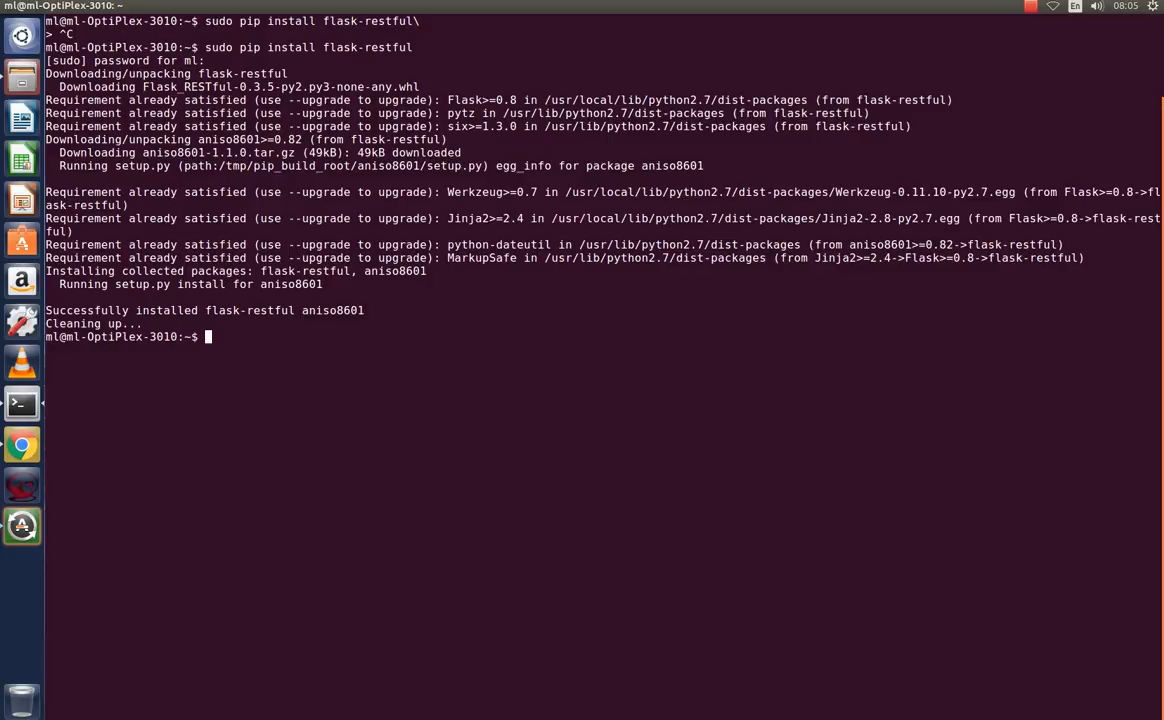 ml@ml-OptiPlex-3010: ~
En
08:05
ml@ml-OptiPlex-3010:~$ sudo pip install flask-restful\
> ^C
ml@ml-OptiPlex-3010:~$ sudo pip install flask-restful
[sudo] password for ml:
Downloading/unpacking flask-restful
  Downloading Flask_RESTful-0.3.5-py2.py3-none-any.whl
Requirement already satisfied (use --upgrade to upgrade): Flask>=0.8 in /usr/local/lib/python2.7/dist-packages (from flask-restful)
Requirement already satisfied (use --upgrade to upgrade): pytz in /usr/lib/python2.7/dist-packages (from flask-restful)
Requirement already satisfied (use --upgrade to upgrade): six>=1.3.0 in /usr/lib/python2.7/dist-packages (from flask-restful)
Downloading/unpacking aniso8601>=0.82 (from flask-restful)
  Downloading aniso8601-1.1.0.tar.gz (49kB): 49kB downloaded
  Running setup.py (path:/tmp/pip_build_root/aniso8601/setup.py) egg_info for package aniso8601
Requirement already satisfied (use --upgrade to upgrade): Werkzeug>=0.7 in /usr/local/lib/python2.7/dist-packages/Werkzeug-0.11.10-py2.7.egg (from Flask>=0.8->fl
ask-restful)
Requirement already satisfied (use --upgrade to upgrade): Jinja2>=2.4 in /usr/local/lib/python2.7/dist-packages/Jinja2-2.8-py2.7.egg (from Flask>=0.8->flask-rest
ful)
Requirement already satisfied (use --upgrade to upgrade): python-dateutil in /usr/lib/python2.7/dist-packages (from aniso8601>=0.82->flask-restful)
Requirement already satisfied (use --upgrade to upgrade): MarkupSafe in /usr/lib/python2.7/dist-packages (from Jinja2>=2.4->Flask>=0.8->flask-restful)
Installing collected packages: flask-restful, aniso8601
  Running setup.py install for aniso8601
Successfully installed flask-restful aniso8601
Cleaning up...
ml@ml-OptiPlex-3010:~$